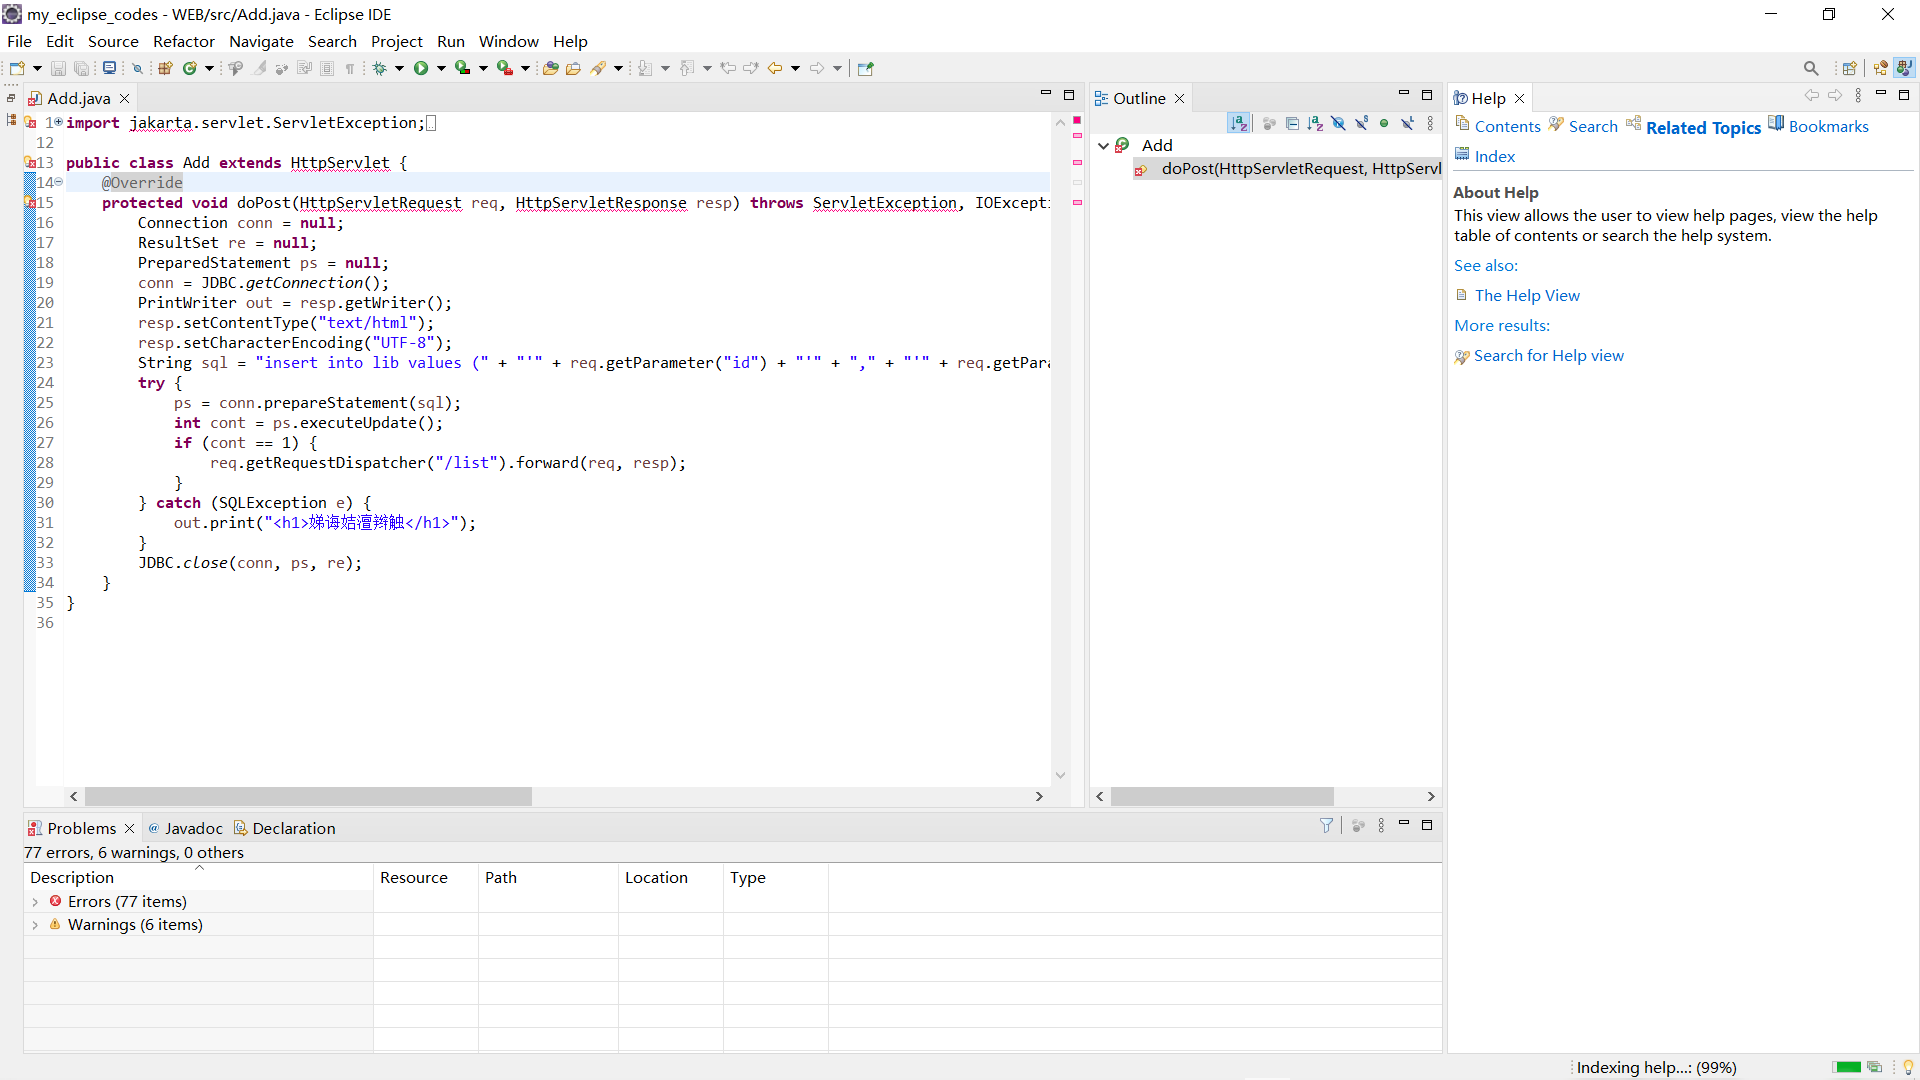 my_eclipse_codes - WEB/src/Add.java - Eclipse IDE
File Edit Source Refactor Navigate Search Project Run Window Help
Add.java
1 import jakarta.servlet.ServletException;
12
13 public class Add extends HttpServlet {
14 @Override
15 protected void doPost(HttpServletRequest req, HttpServletResponse resp) throws ServletException, IOExcepti
16 Connection conn = null;
17 ResultSet re = null;
18 PreparedStatement ps = null;
19 conn = JDBC.getConnection();
20 PrintWriter out = resp.getWriter();
21 resp.setContentType("text/html");
22 resp.setCharacterEncoding("UTF-8");
23 String sql = "insert into lib values (" + "'" + req.getParameter("id") + "'" + "," + "'" + req.getPara
24 try {
25 ps = conn.prepareStatement(sql);
26 int cont = ps.executeUpdate();
27 if (cont == 1) {
28 req.getRequestDispatcher("/list").forward(req, resp);
29 }
30 } catch (SQLException e) {
31 out.print("<h1>娣诲姞澶辫触</h1>");
32 }
33 JDBC.close(conn, ps, re);
34 }
35 }
36
Outline
Add
doPost(HttpServletRequest, HttpServl
Help
Contents Search Related Topics Bookmarks
Index
About Help
This view allows the user to view help pages, view the help
table of contents or search the help system.
See also:
The Help View
More results:
Search for Help view
Problems @ Javadoc Declaration
77 errors, 6 warnings, 0 others
Description Resource Path Location Type
Errors (77 items)
Warnings (6 items)
Indexing help...: (99%)